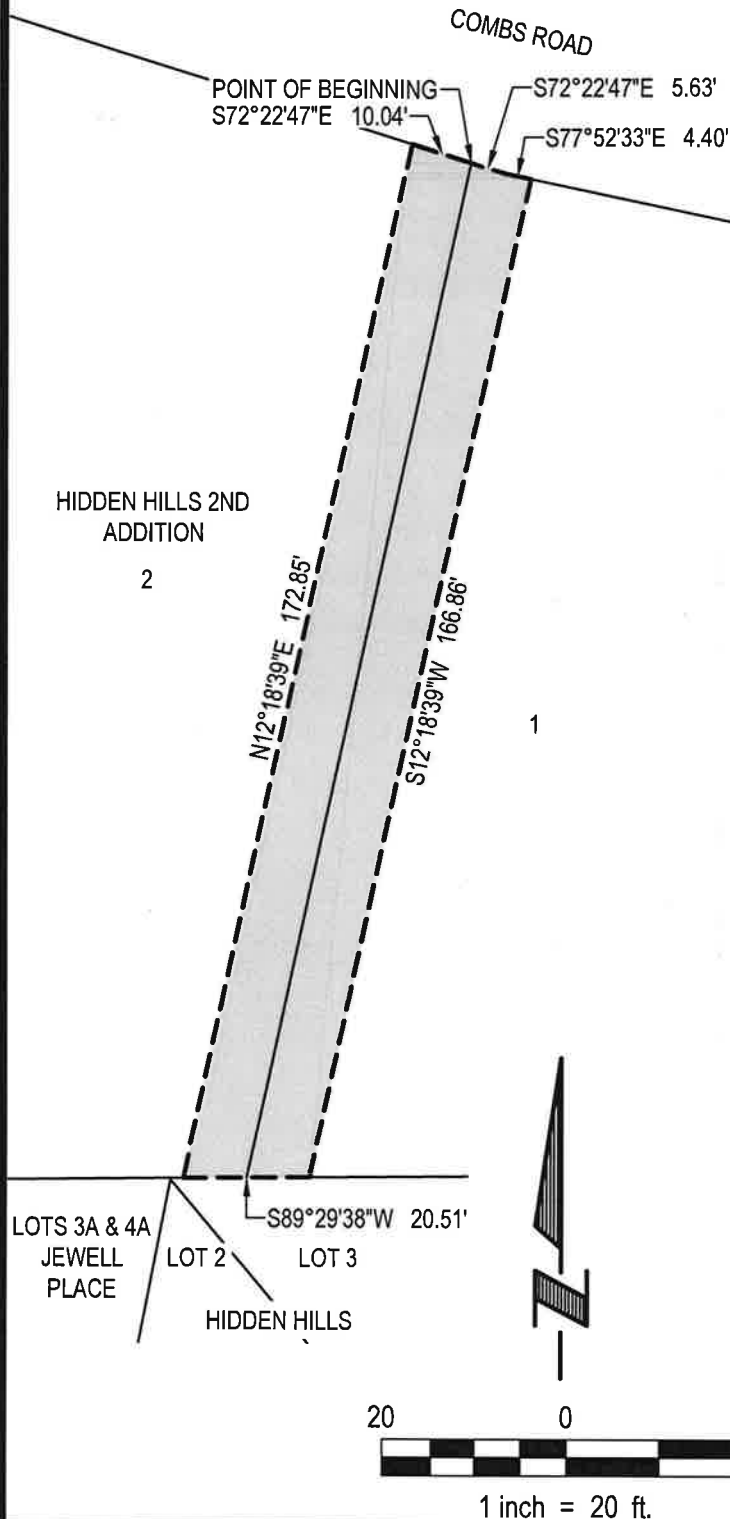 COMBS ROAD
POINT OF BEGINNING
S72°22'47"E 10.04'
S72°22'47"E 5.63'
S77°52'33"E 4.40'
HIDDEN HILLS 2ND
ADDITION
2
N12°18'39"E 172.85'
S12°18'39"W 166.86'
1
S89°29'38"W 20.51'
LOTS 3A & 4A
JEWELL
PLACE
LOT 2
LOT 3
HIDDEN HILLS
20 0
1 inch = 20 ft.